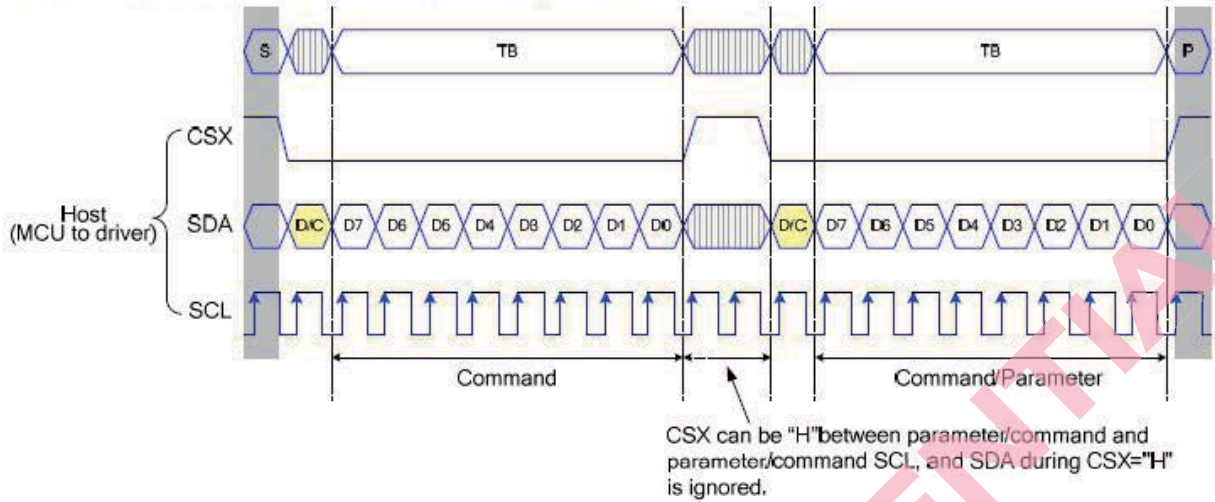 S TB TB P
CSX
Host
(MCU to driver)
SDA D/C D7 D6 D5 D4 D3 D2 D1 D0 D/C D7 D6 D5 D4 D3 D2 D1 D0
SCL
Command Command/Parameter
CSX can be "H"between parameter/command and
parameter/command SCL, and SDA during CSX="H"
is ignored.
ENTIA